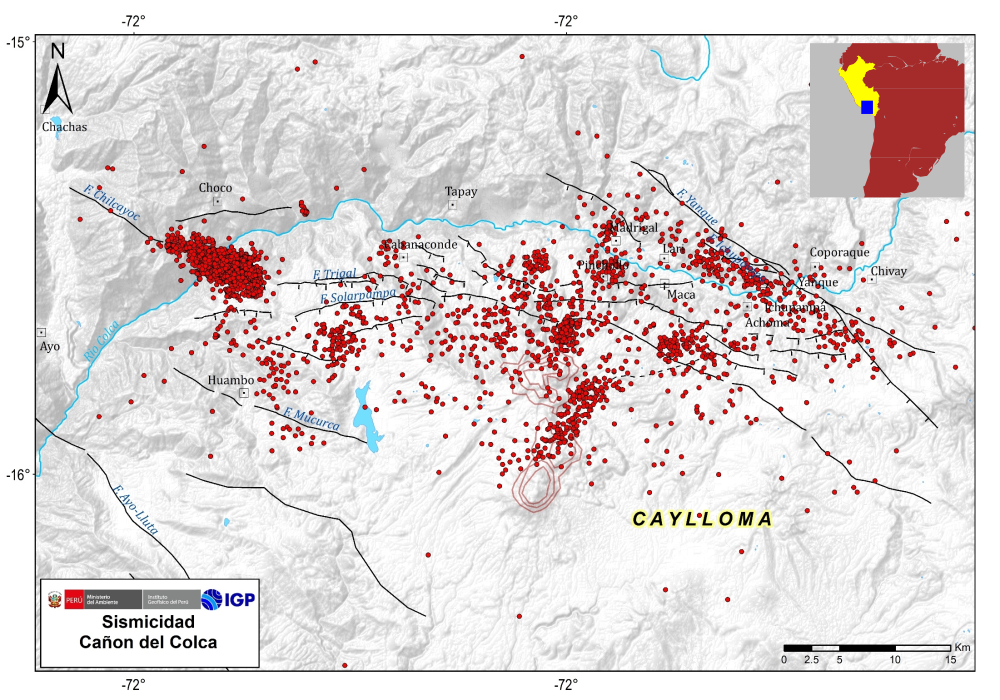 -72°
-72°
-15°
N
Chachas
Choco
Tapay
F. Chilcayoc
F. Yanque
Madrigal
Cabanaconde
Lari
Coporaque
Pinchollo
Chivay
F. Trigal
Yanque
F. Solarpampa
Maca
Ichupampa
Achoma
Rio Colca
Ayo
Huambo
F. Mucurca
-16°
F. Ayo-Lluta
CAYLLOMA
PERÚ
Ministerio
del Ambiente
Instituto
Geofísico del Perú
IGP
Sismicidad
Cañon del Colca
Km
0 2.5 5 10 15
-72°
-72°